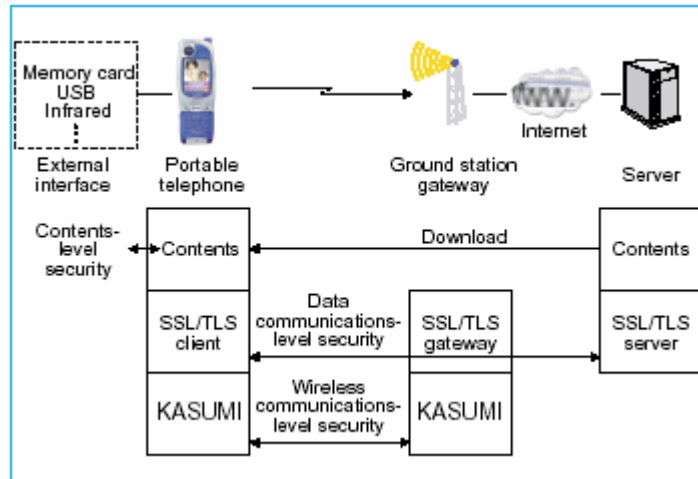 Memory card
USB
Infrared
WWW.
Internet
External
interface
Portable
telephone
Ground station
gateway
Server
Contents-
level
security
Contents
Download
Contents
SSL/TLS
client
Data
communications-
level security
SSL/TLS
gateway
SSL/TLS
server
KASUMI
Wireless
communications-
level security
KASUMI